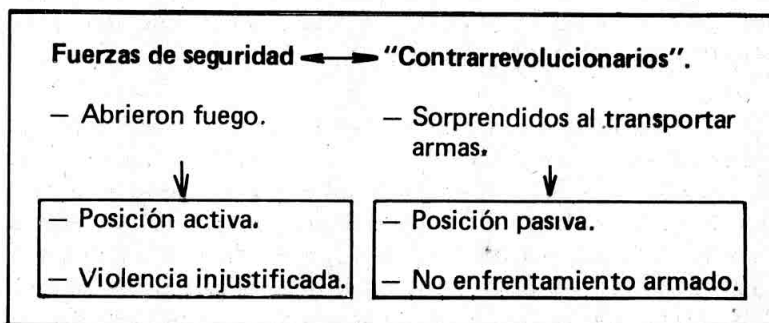 Fuerzas de seguridad ↔ "Contrarrevolucionarios".
— Abrieron fuego.
— Sorprendidos al transportar
armas.
— Posición activa.
— Violencia injustificada.
— Posición pasiva.
— No enfrentamiento armado.